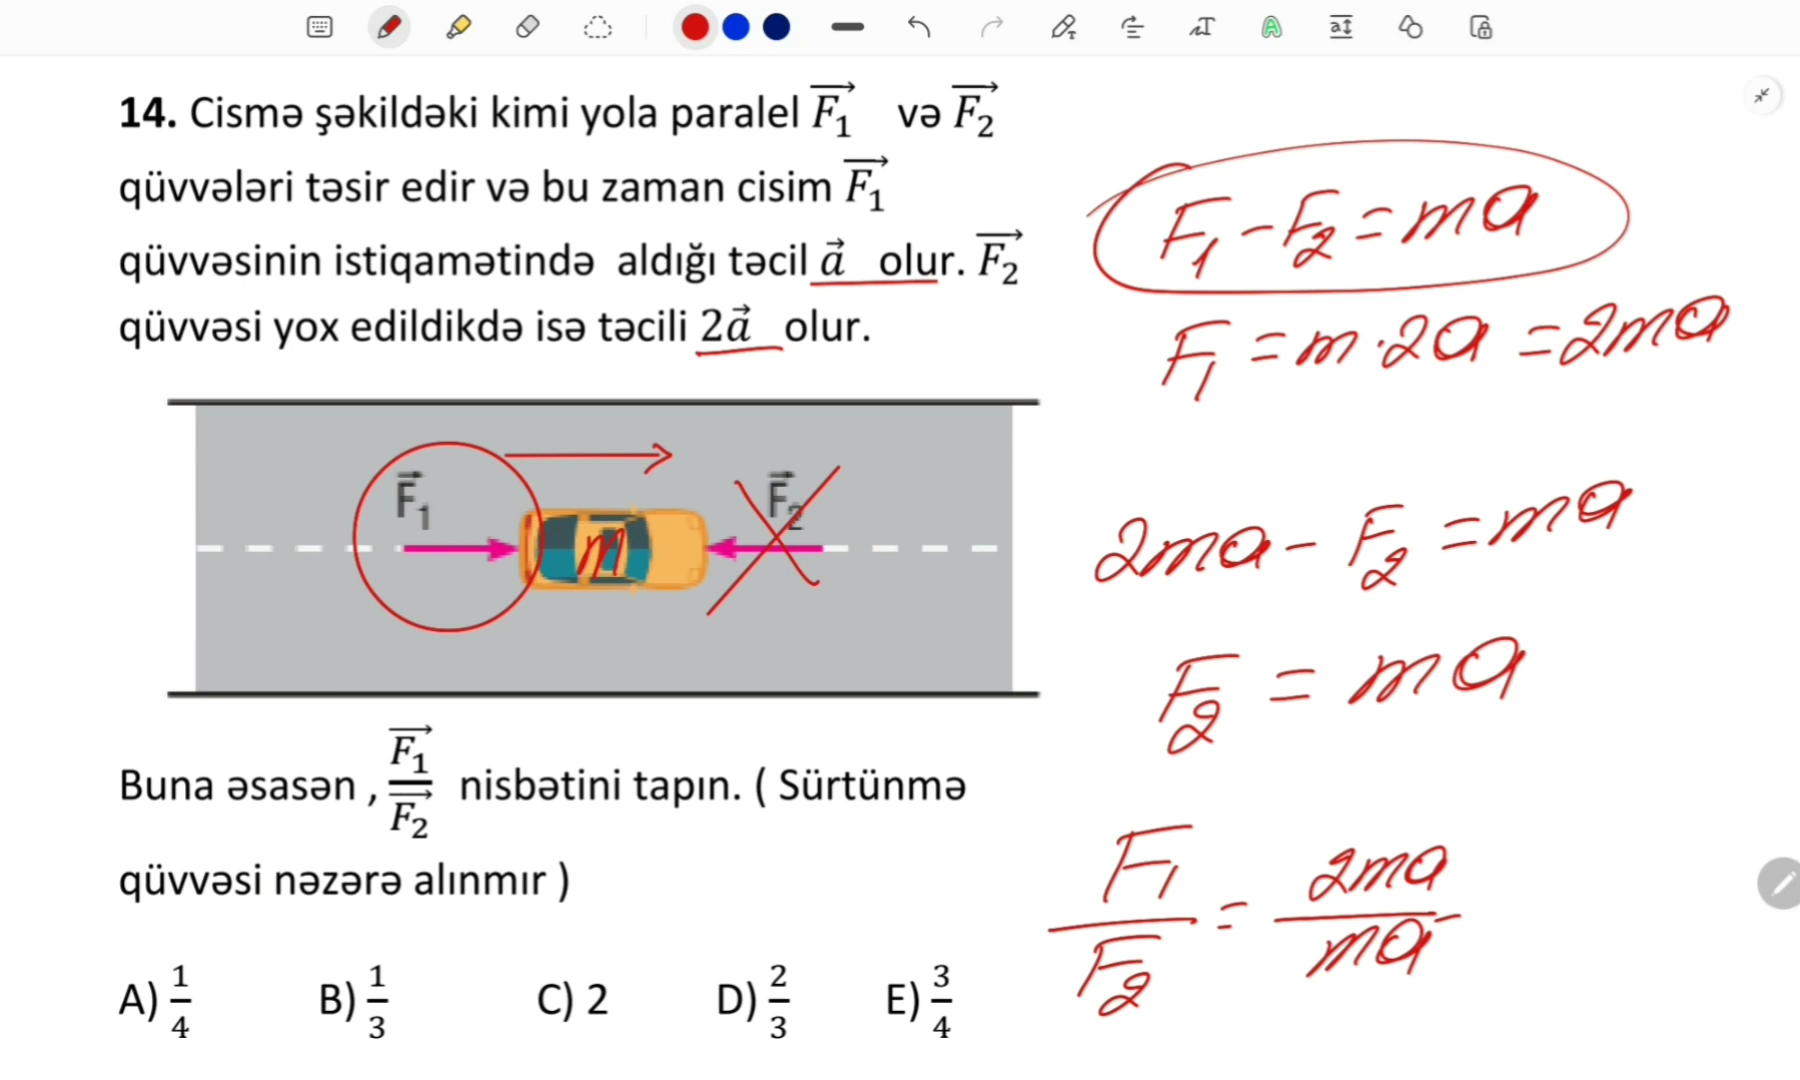 14. Cismə şəkildəki kimi yola paralel F₁ və F₂
qüvvələri təsir edir və bu zaman cisim F₁
qüvvəsinin istiqamətində aldığı təcil a olur. F₂
qüvvəsi yox edildikdə isə təcili 2a olur.
F₁
F₂
m
Buna əsasən, F₁/F₂ nisbətini tapın. ( Sürtünmə
qüvvəsi nəzərə alınmır )
A) 1/4 B) 1/3 C) 2 D) 2/3 E) 3/4
F₁ - F₂ = ma
F₁ = m · 2a = 2ma
2ma - F₂ = ma
F₂ = ma
F₁/F₂ = 2ma/ma